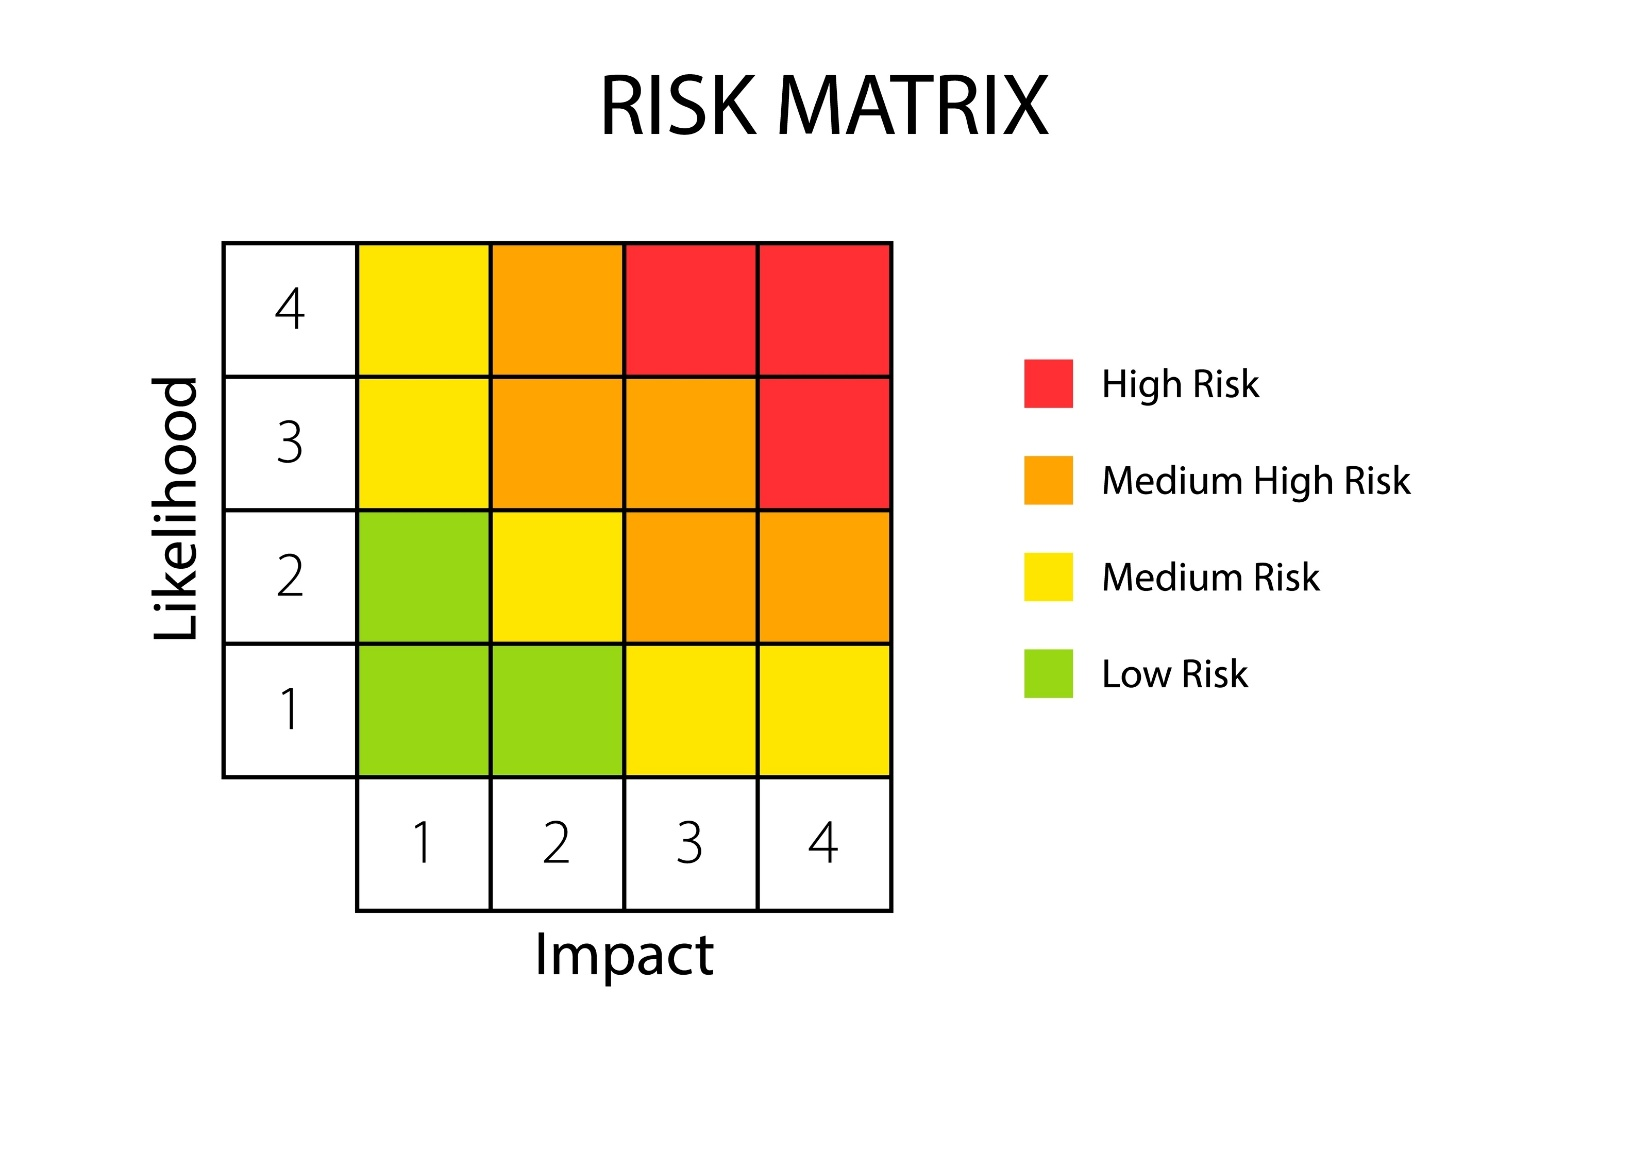 RISK MATRIX
Likelihood
4
3
2
1
1 2 3 4
Impact
High Risk
Medium High Risk
Medium Risk
Low Risk